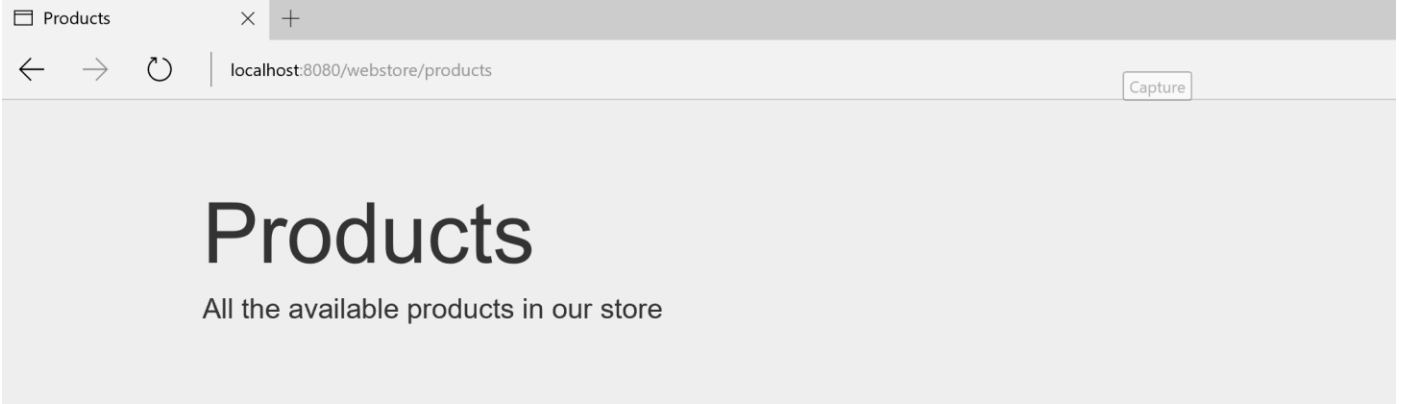 Products
localhost:8080/webstore/products
Capture
Products
All the available products in our store